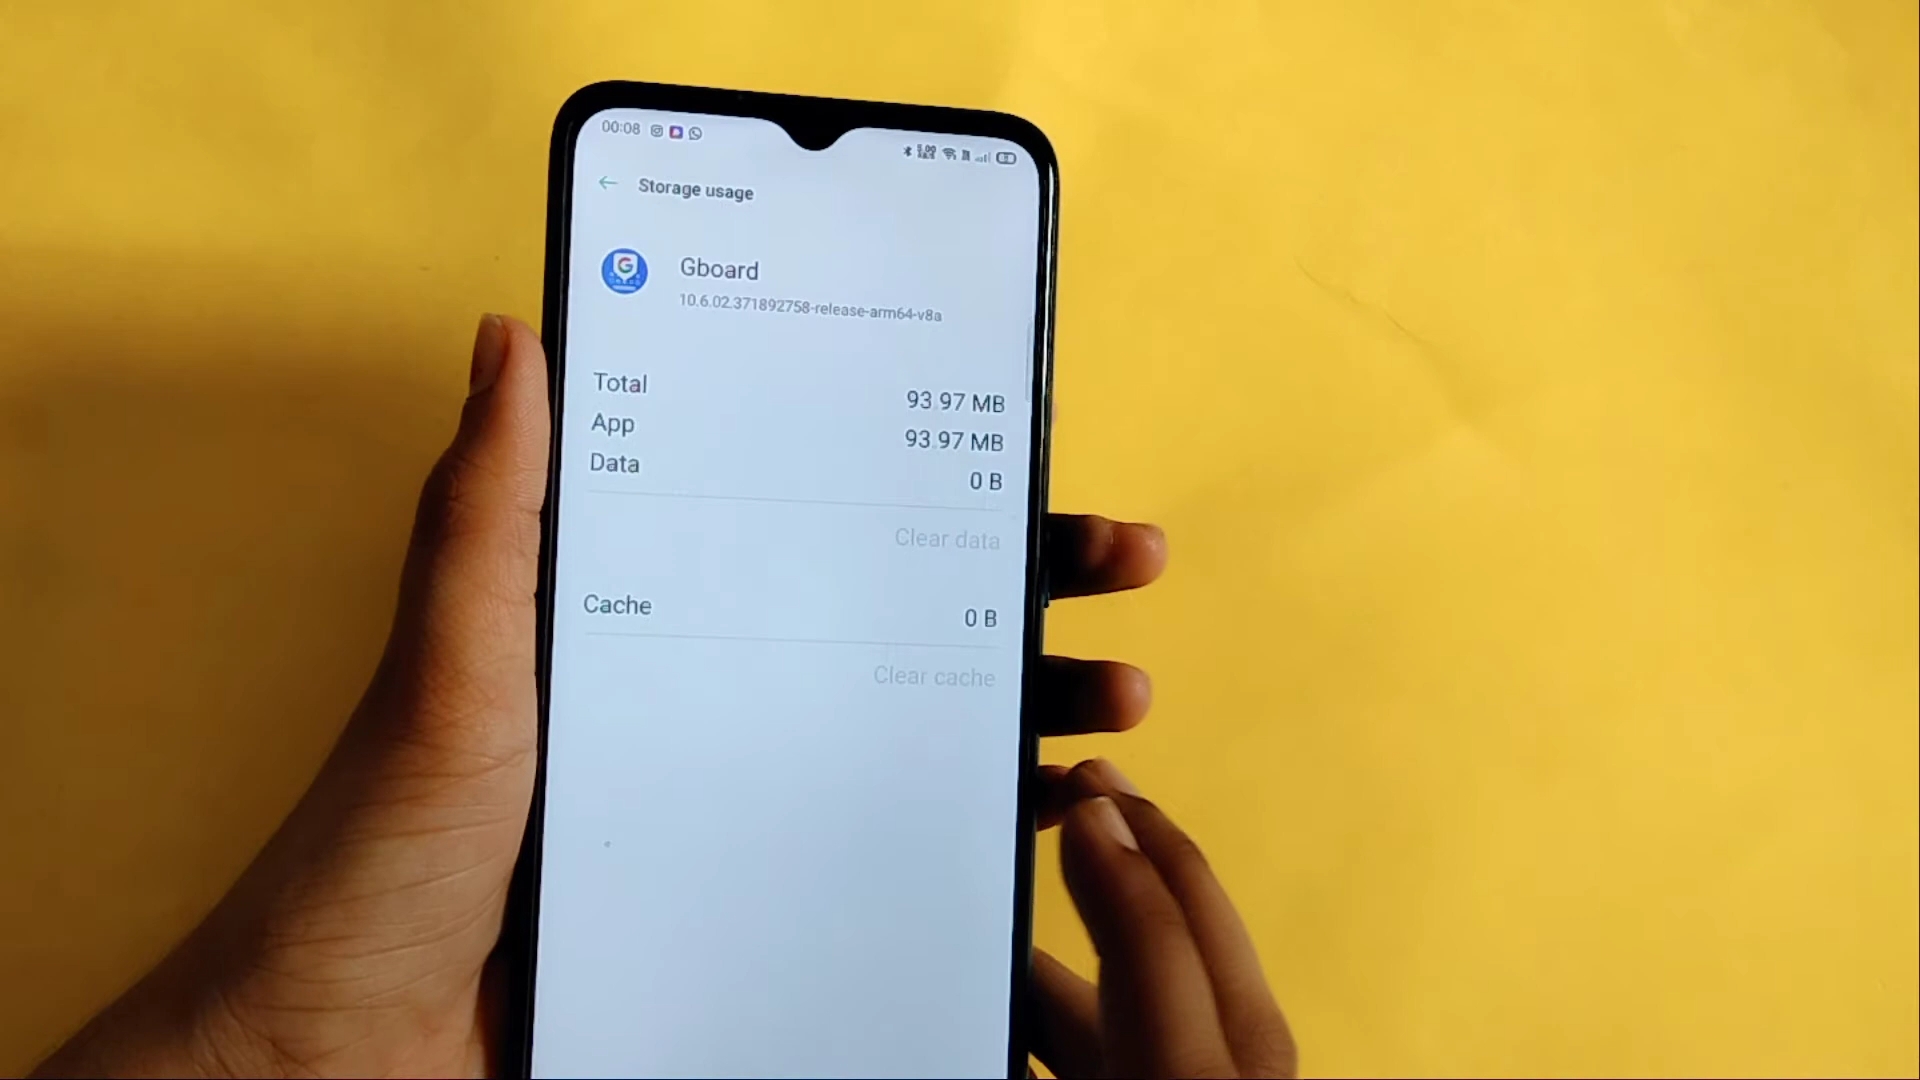 00:08
Storage usage
Gboard
10.6.02.371892758-release-arm64-v8a
Total 93.97 MB
App 93.97 MB
Data 0 B
Clear data
Cache 0 B
Clear cache